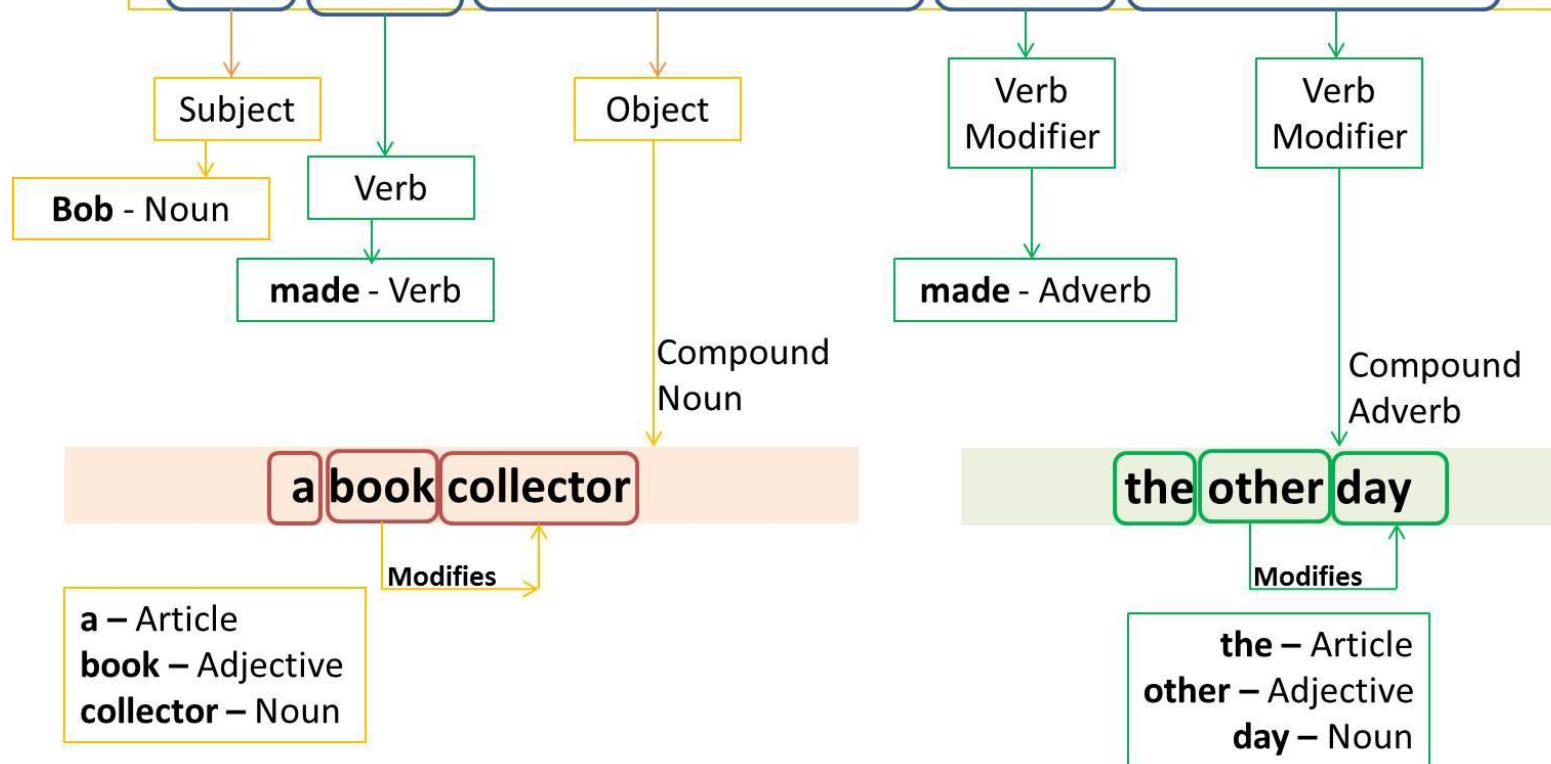 Subject
Object
Verb
Modifier
Verb
Modifier
Bob - Noun
Verb
made - Verb
made - Adverb
Compound
Noun
Compound
Adverb
a book collector
the other day
Modifies
Modifies
a – Article
book – Adjective
collector – Noun
the – Article
other – Adjective
day – Noun